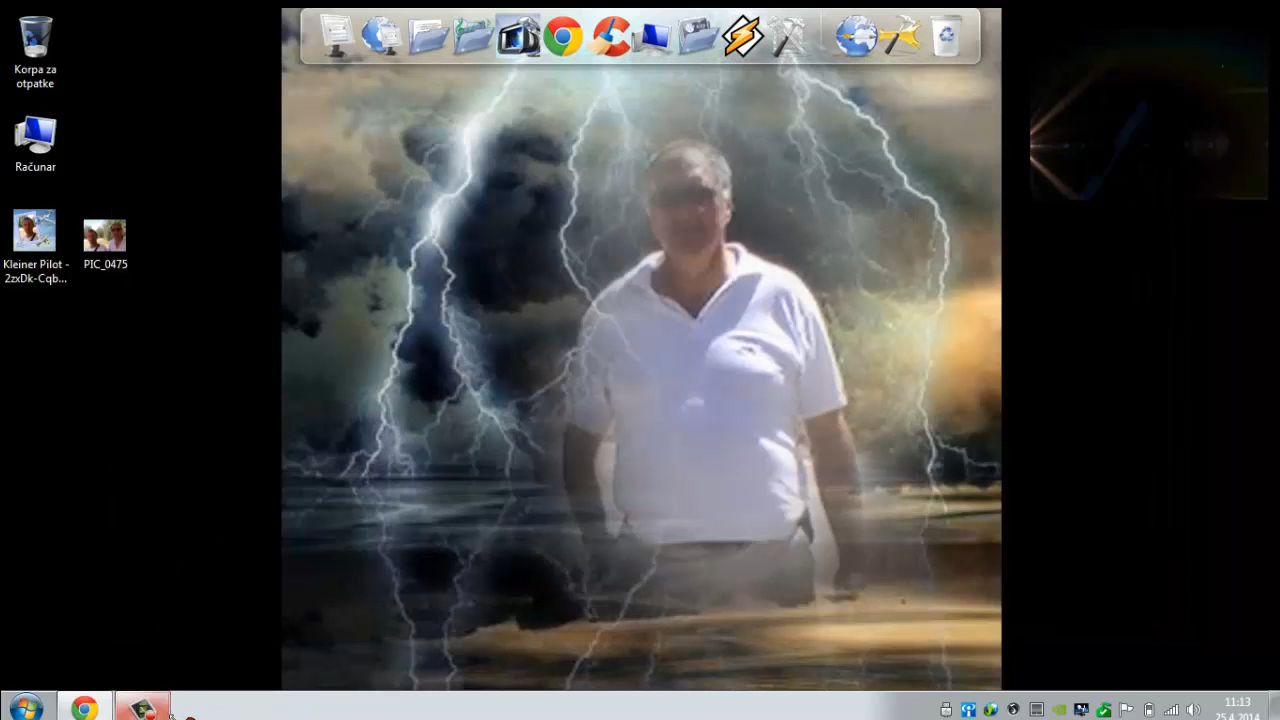 Korpa za
otpatke
Računar
Kleiner Pilot -
2zxDk-Cqb...
PIC_0475
11:13
25.4.2014